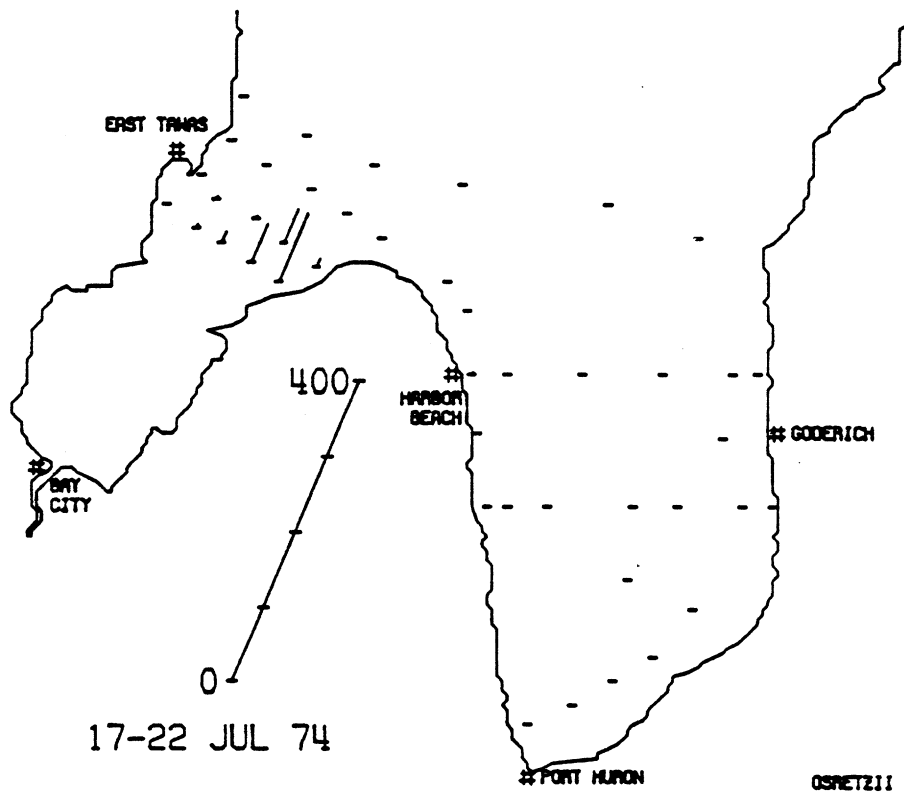 EAST TAWAS
400
HARBOR
BEACH
GODERICH
BAY
CITY
0
17-22 JUL 74
PORT HURON
OSRETZII